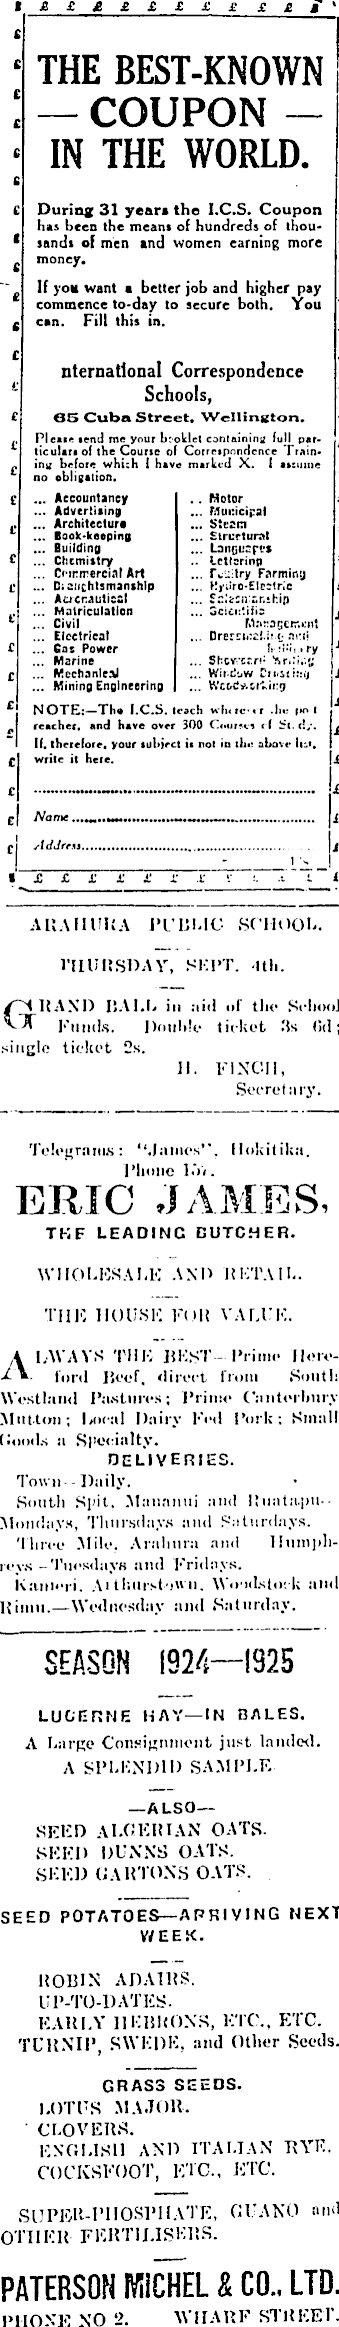 £ £ £ £ £ £ £ £ £ £ £
THE BEST-KNOWN
— COUPON —
IN THE WORLD.
During 31 years the I.C.S. Coupon
has been the means of hundreds of thou-
sands of men and women earning more
money.
If you want a better job and higher pay
commence to-day to secure both. You
can. Fill this in.
nternational Correspondence
Schools,
65 Cuba Street, Wellington.
Please send me your booklet containing full par-
ticulars of the Course of Correspondence Train-
ing before which I have marked X. I assume
no obligation.
... Accountancy
... Advertising
... Architecture
... Book-keeping
... Building
... Chemistry
... Commercial Art
... Draughtsmanship
... Aeronautical
... Matriculation
... Civil
... Electrical
... Gas Power
... Marine
... Mechanical
... Mining Engineering
.. Motor
... Municipal
... Steam
... Structural
... Languages
.. Lettering
... Poultry Farming
... Hydro-Electric
... Salesmanship
... Scientific
Management
... Dressmaking and
... Showcard Writing
... Window Dressing
... Woodworking
NOTE:—The I.C.S. teach wherever the post
reaches, and have over 300 Courses of Study.
If, therefore, your subject is not in the above list,
write it here.
Name
Address
£ £ £ £ £ £ £ £ £ £ £
ARAHURA PUBLIC SCHOOL.
THURSDAY, SEPT. 4th.
GRAND BALL in aid of the School
Funds. Double ticket 3s 6d;
single ticket 2s.
H. FINCH,
Secretary.
Telegrams: "James", Hokitika.
Phone 157.
ERIC JAMES,
THE LEADING BUTCHER.
WHOLESALE AND RETAIL.
THE HOUSE FOR VALUE.
ALWAYS THE BEST—Prime Here-
ford Beef, direct from South
Westland Pastures; Prime Canterbury
Mutton; Local Dairy Fed Pork; Small
Goods a Specialty.
DELIVERIES.
Town—Daily.
South Spit, Mananui and Ruatapu—
Mondays, Thursdays and Saturdays.
Three Mile, Arahura and Humph-
reys—Tuesdays and Fridays.
Kanieri, Arthurstown, Woodstock and
Rimu.—Wednesday and Saturday.
SEASON 1924—1925
LUCERNE HAY—IN BALES.
A Large Consignment just landed.
A SPLENDID SAMPLE
—ALSO—
SEED ALGERIAN OATS.
SEED DUNNS OATS.
SEED GARTONS OATS.
SEED POTATOES—ARRIVING NEXT
WEEK.
ROBIN ADAIRS.
UP-TO-DATES.
EARLY HEBRONS, ETC., ETC.
TURNIP, SWEDE, and Other Seeds.
GRASS SEEDS.
LOTUS MAJOR.
CLOVERS.
ENGLISH AND ITALIAN RYE.
COCKSFOOT, ETC., ETC.
SUPER-PHOSPHATE, GUANO and
OTHER FERTILISERS.
PATERSON MICHEL & CO., LTD.
PHONE NO 2. WHARF STREET.